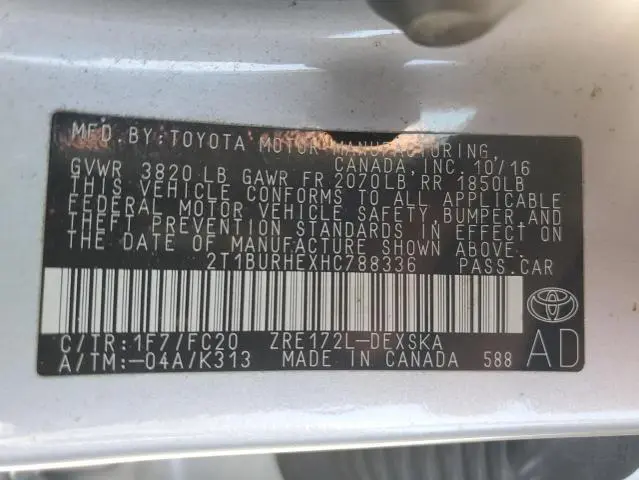 MFD BY:TOYOTA MOTOR MANUFACTURING,
CANADA, INC. 10/16
GVWR 3820 LB GAWR FR 2070LB RR 1850LB
THIS VEHICLE CONFORMS TO ALL APPLICABLE
FEDERAL MOTOR VEHICLE SAFETY, BUMPER, AND
THEFT PREVENTION STANDARDS IN EFFECT ON
THE DATE OF MANUFACTURE SHOWN ABOVE.
2T1BURHEXHC788336 PASS.CAR
C/TR:1F7/FC20 ZRE172L-DEXSKA
A/TM:-04A/K313 MADE IN CANADA 588
TOYOTA
AD